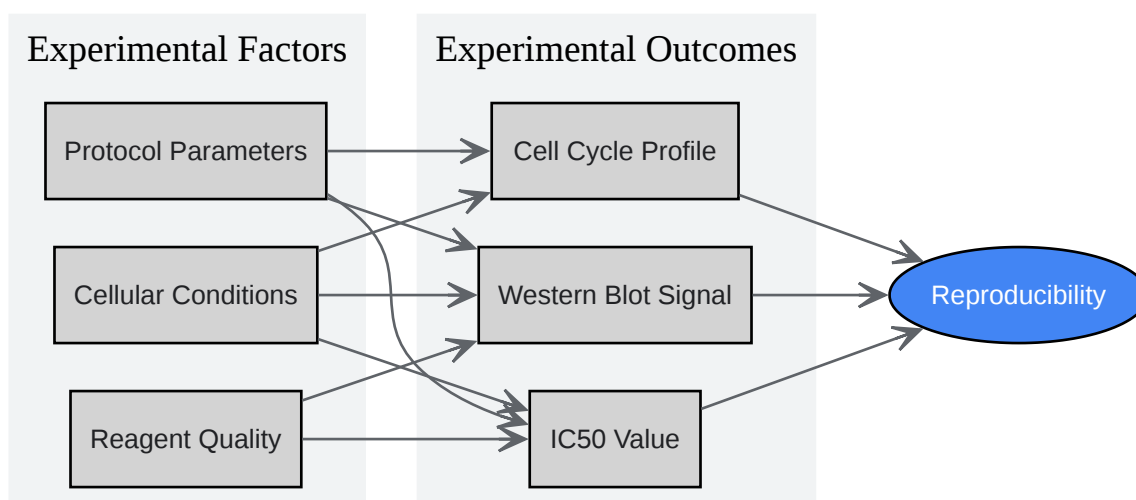 Experimental Factors
Experimental Outcomes
Protocol Parameters
Cell Cycle Profile
Cellular Conditions
Western Blot Signal
Reproducibility
Reagent Quality
IC50 Value